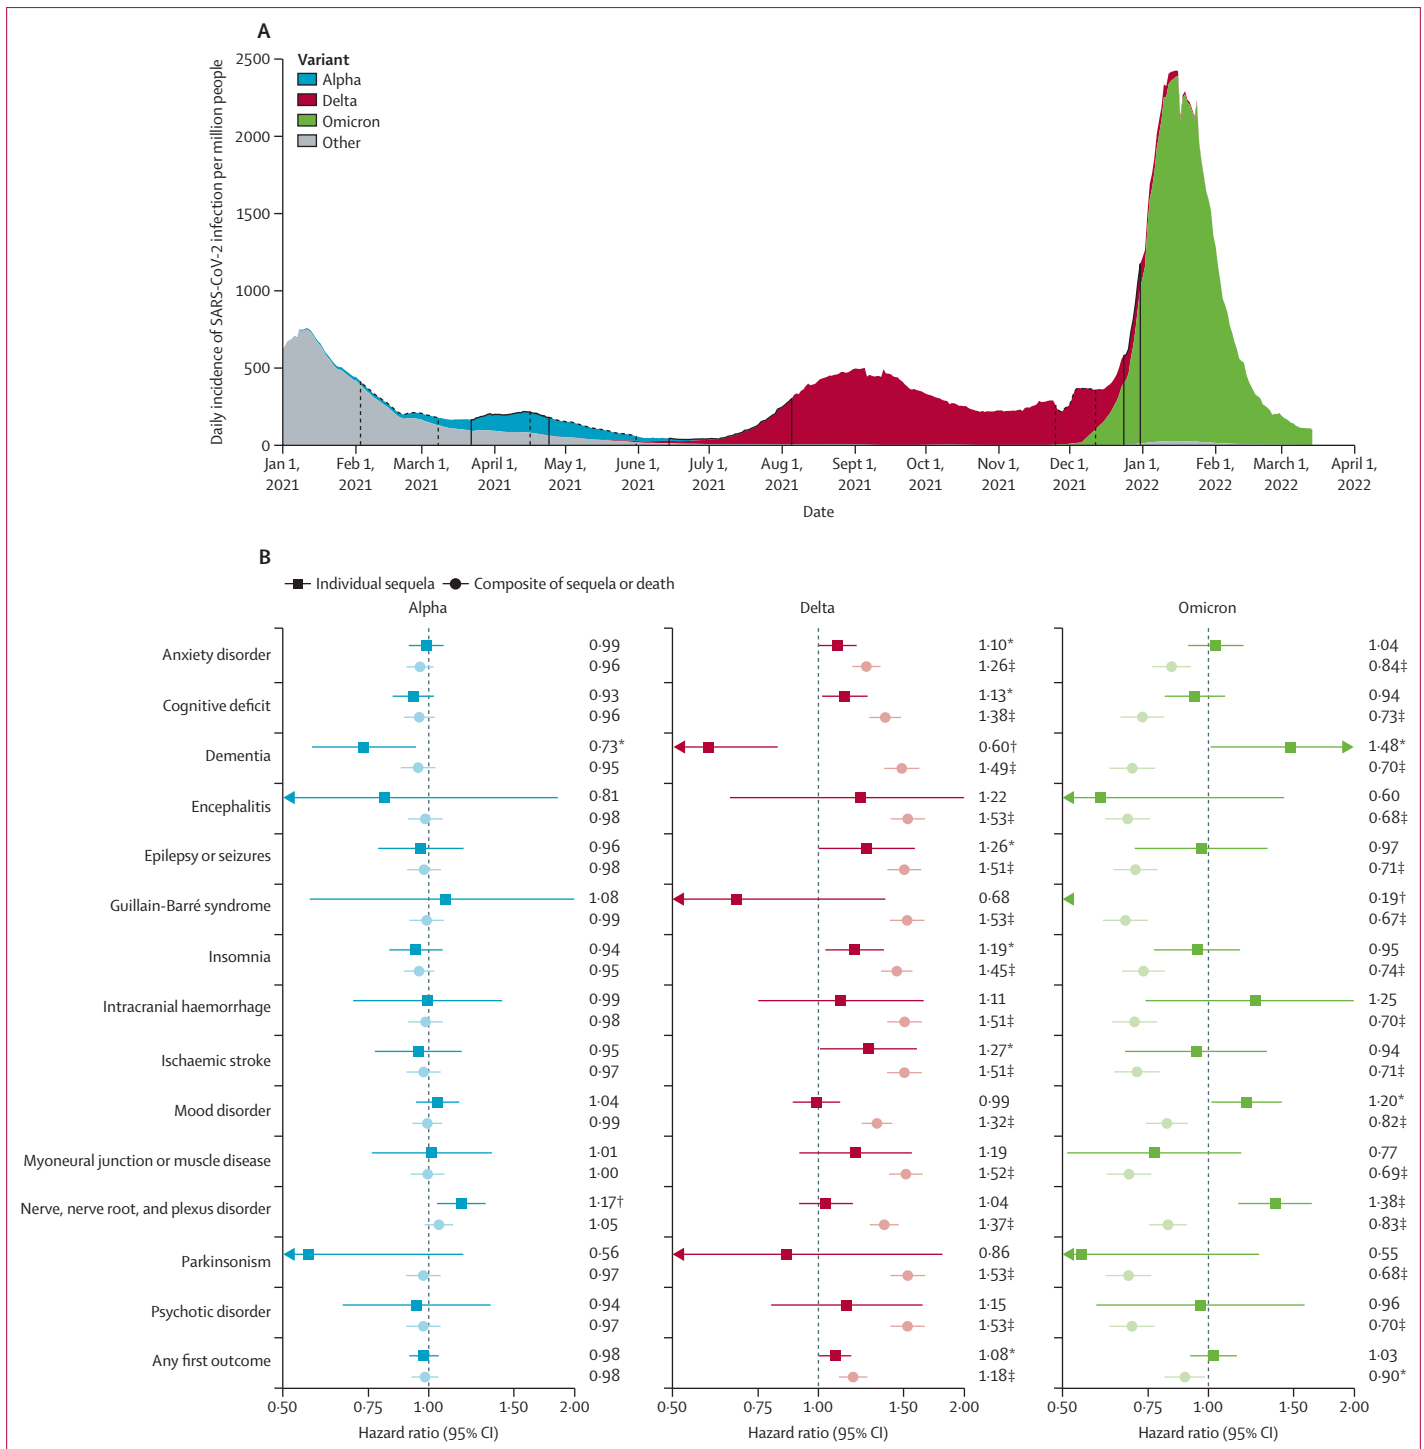 A
Daily incidence of SARS-CoV-2 infection per million people
2500
2000
1500
1000
500
0
Variant
Alpha
Delta
Omicron
Other
Jan 1, 2021
Feb 1, 2021
March 1, 2021
April 1, 2021
May 1, 2021
June 1, 2021
July 1, 2021
Aug 1, 2021
Sept 1, 2021
Oct 1, 2021
Nov 1, 2021
Dec 1, 2021
Jan 1, 2022
Feb 1, 2022
March 1, 2022
April 1, 2022
Date
B
Individual sequela Composite of sequela or death
Alpha Delta Omicron
Anxiety disorder
0·99 1·10* 1·04
0·96 1·26‡ 0·84‡
Cognitive deficit
0·93 1·13* 0·94
0·96 1·38‡ 0·73‡
Dementia
0·73* 0·60† 1·48*
0·95 1·49‡ 0·70‡
Encephalitis
0·81 1·22 0·60
0·98 1·53‡ 0·68‡
Epilepsy or seizures
0·96 1·26* 0·97
0·98 1·51‡ 0·71‡
Guillain-Barré syndrome
1·08 0·68 0·19†
0·99 1·53‡ 0·67‡
Insomnia
0·94 1·19* 0·95
0·95 1·45‡ 0·74‡
Intracranial haemorrhage
0·99 1·11 1·25
0·98 1·51‡ 0·70‡
Ischaemic stroke
0·95 1·27* 0·94
0·97 1·51‡ 0·71‡
Mood disorder
1·04 0·99 1·20*
0·99 1·32‡ 0·82‡
Myoneural junction or muscle disease
1·01 1·19 0·77
1·00 1·52‡ 0·69‡
Nerve, nerve root, and plexus disorder
1·17† 1·04 1·38‡
1·05 1·37‡ 0·83‡
Parkinsonism
0·56 0·86 0·55
0·97 1·53‡ 0·68‡
Psychotic disorder
0·94 1·15 0·96
0·97 1·53‡ 0·70‡
Any first outcome
0·98 1·08* 1·03
0·98 1·18‡ 0·90*
0·50 0·75 1·00 1·50 2·00 0·50 0·75 1·00 1·50 2·00 0·50 0·75 1·00 1·50 2·00
Hazard ratio (95% CI) Hazard ratio (95% CI) Hazard ratio (95% CI)